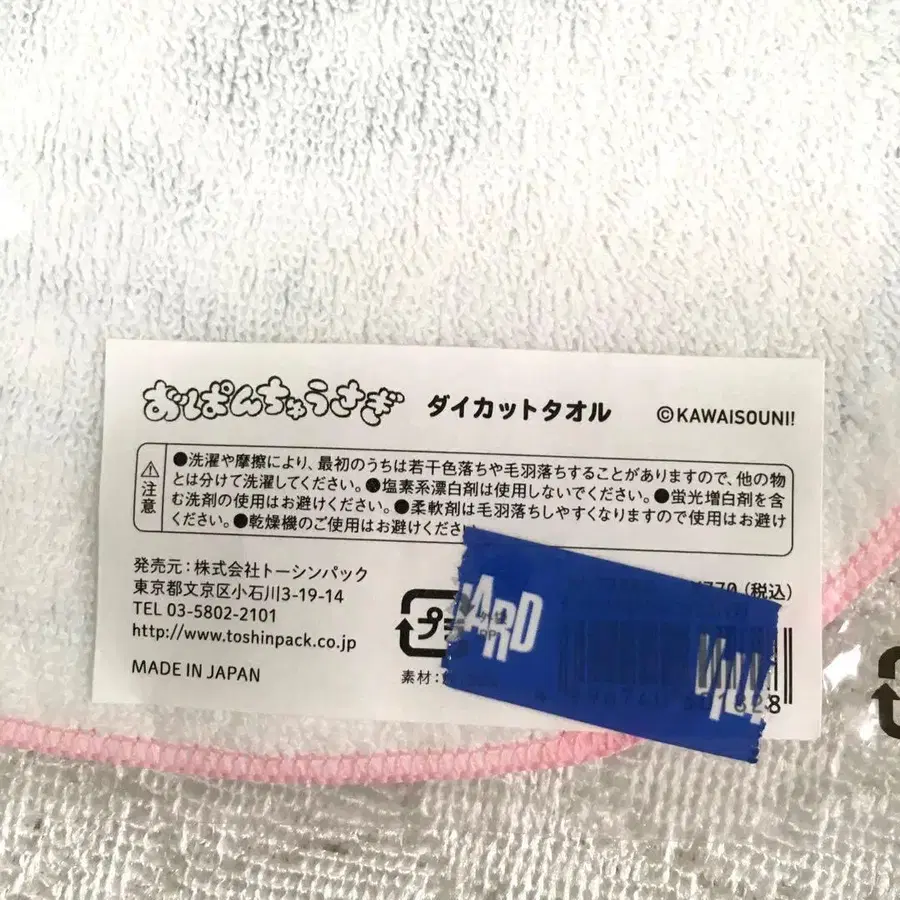 おぱんちゅうさぎ ダイカットタオル ©KAWAISOUNI!
注意
●洗濯や摩擦により、最初のうちは若干色落ちや毛羽落ちすることがありますので、他の物
とは分けて洗濯してください。●塩素系漂白剤は使用しないでください。●蛍光増白剤を含
む洗剤の使用はお避けください。●柔軟剤は毛羽落ちしやすくなりますので使用はお避け
ください。●乾燥機のご使用はお避けくださ
発売元:株式会社トーシンパック
東京都文京区小石川3-19-14
TEL 03-5802-2101
http://www.toshinpack.co.jp
MADE IN JAPAN
プ
素材:
770(税込)
ARD